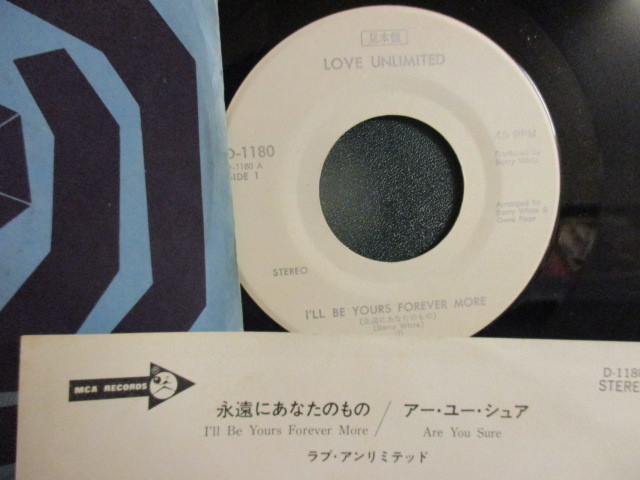 見本盤
LOVE UNLIMITED
D-1180
D-1180 A
SIDE 1
45 RPM
Produced by
Barry White
Arranged by
Barry White &
Gene Page
STEREO
I'LL BE YOURS FOREVER MORE
(永遠にあなたのもの)
(Barry White)
MCA RECORDS
D-1180
STEREO
永遠にあなたのもの / アー・ユー・シュア
I'll Be Yours Forever More / Are You Sure
ラブ・アンリミテッド